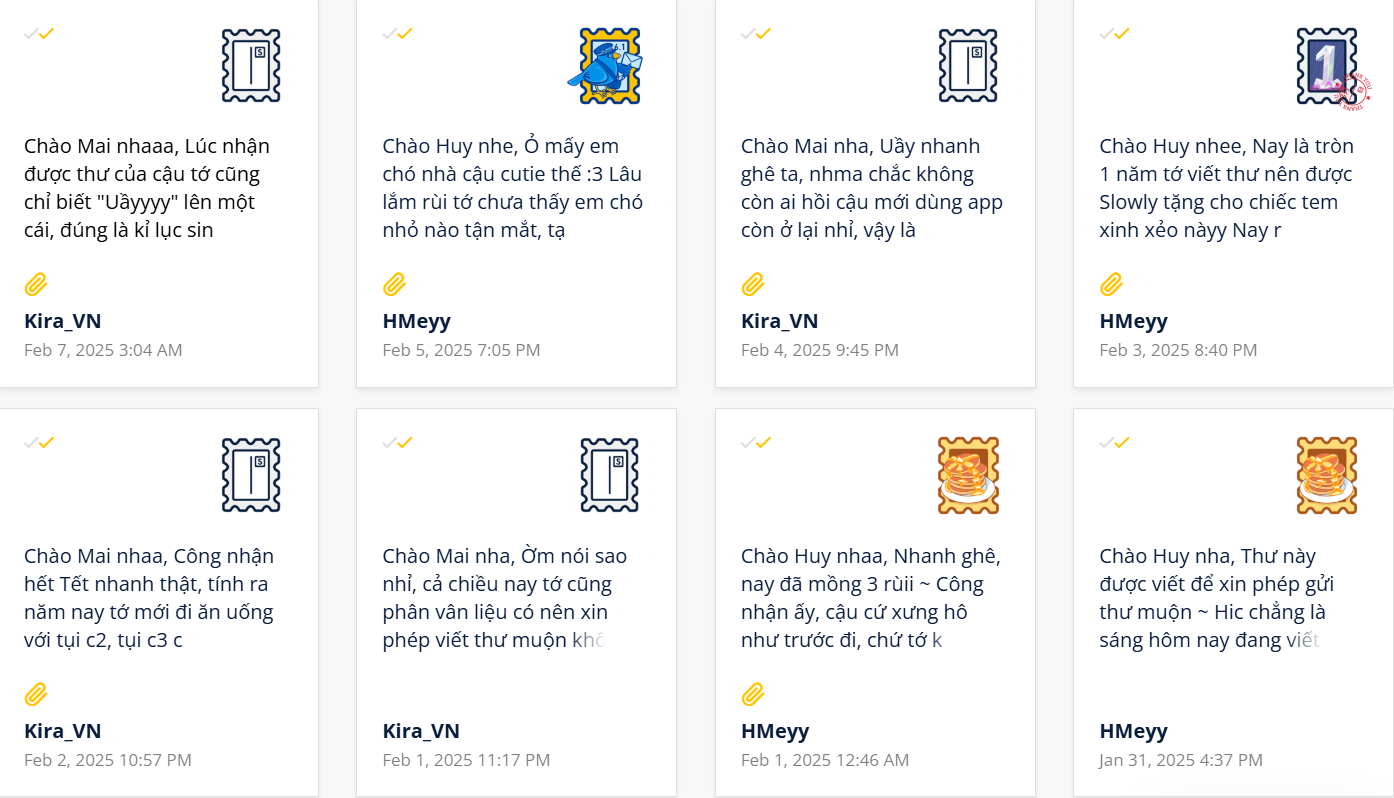 Chào Mai nhaaa, Lúc nhận
được thư của cậu tớ cũng
chỉ biết "Uầyyyy" lên một
cái, đúng là kỉ lục sin
Kira_VN
Feb 7, 2025 3:04 AM
6.1
Chào Huy nhe, Ỏ mấy em
chó nhà cậu cutie thế :3 Lâu
lắm rùi tớ chưa thấy em chó
nhỏ nào tận mắt, tạ
HMeyy
Feb 5, 2025 7:05 PM
S
Chào Mai nha, Uầy nhanh
ghê ta, nhma chắc không
còn ai hồi cậu mới dùng app
còn ở lại nhỉ, vậy là
Kira_VN
Feb 4, 2025 9:45 PM
1
THANK YOU
Chào Huy nhee, Nay là tròn
1 năm tớ viết thư nên được
Slowly tặng cho chiếc tem
xinh xẻo nàyy Nay r
HMeyy
Feb 3, 2025 8:40 PM
S
Chào Mai nhaa, Công nhận
hết Tết nhanh thật, tính ra
năm nay tớ mới đi ăn uống
với tụi c2, tụi c3 c
Kira_VN
Feb 2, 2025 10:57 PM
S
Chào Mai nha, Ờm nói sao
nhỉ, cả chiều nay tớ cũng
phân vân liệu có nên xin
phép viết thư muộn khô
Kira_VN
Feb 1, 2025 11:17 PM
Chào Huy nhaa, Nhanh ghê,
nay đã mồng 3 rùii ~ Công
nhận ấy, cậu cứ xưng hô
như trước đi, chứ tớ k
HMeyy
Feb 1, 2025 12:46 AM
Chào Huy nha, Thư này
được viết để xin phép gửi
thư muộn ~ Hic chẳng là
sáng hôm nay đang viết
HMeyy
Jan 31, 2025 4:37 PM